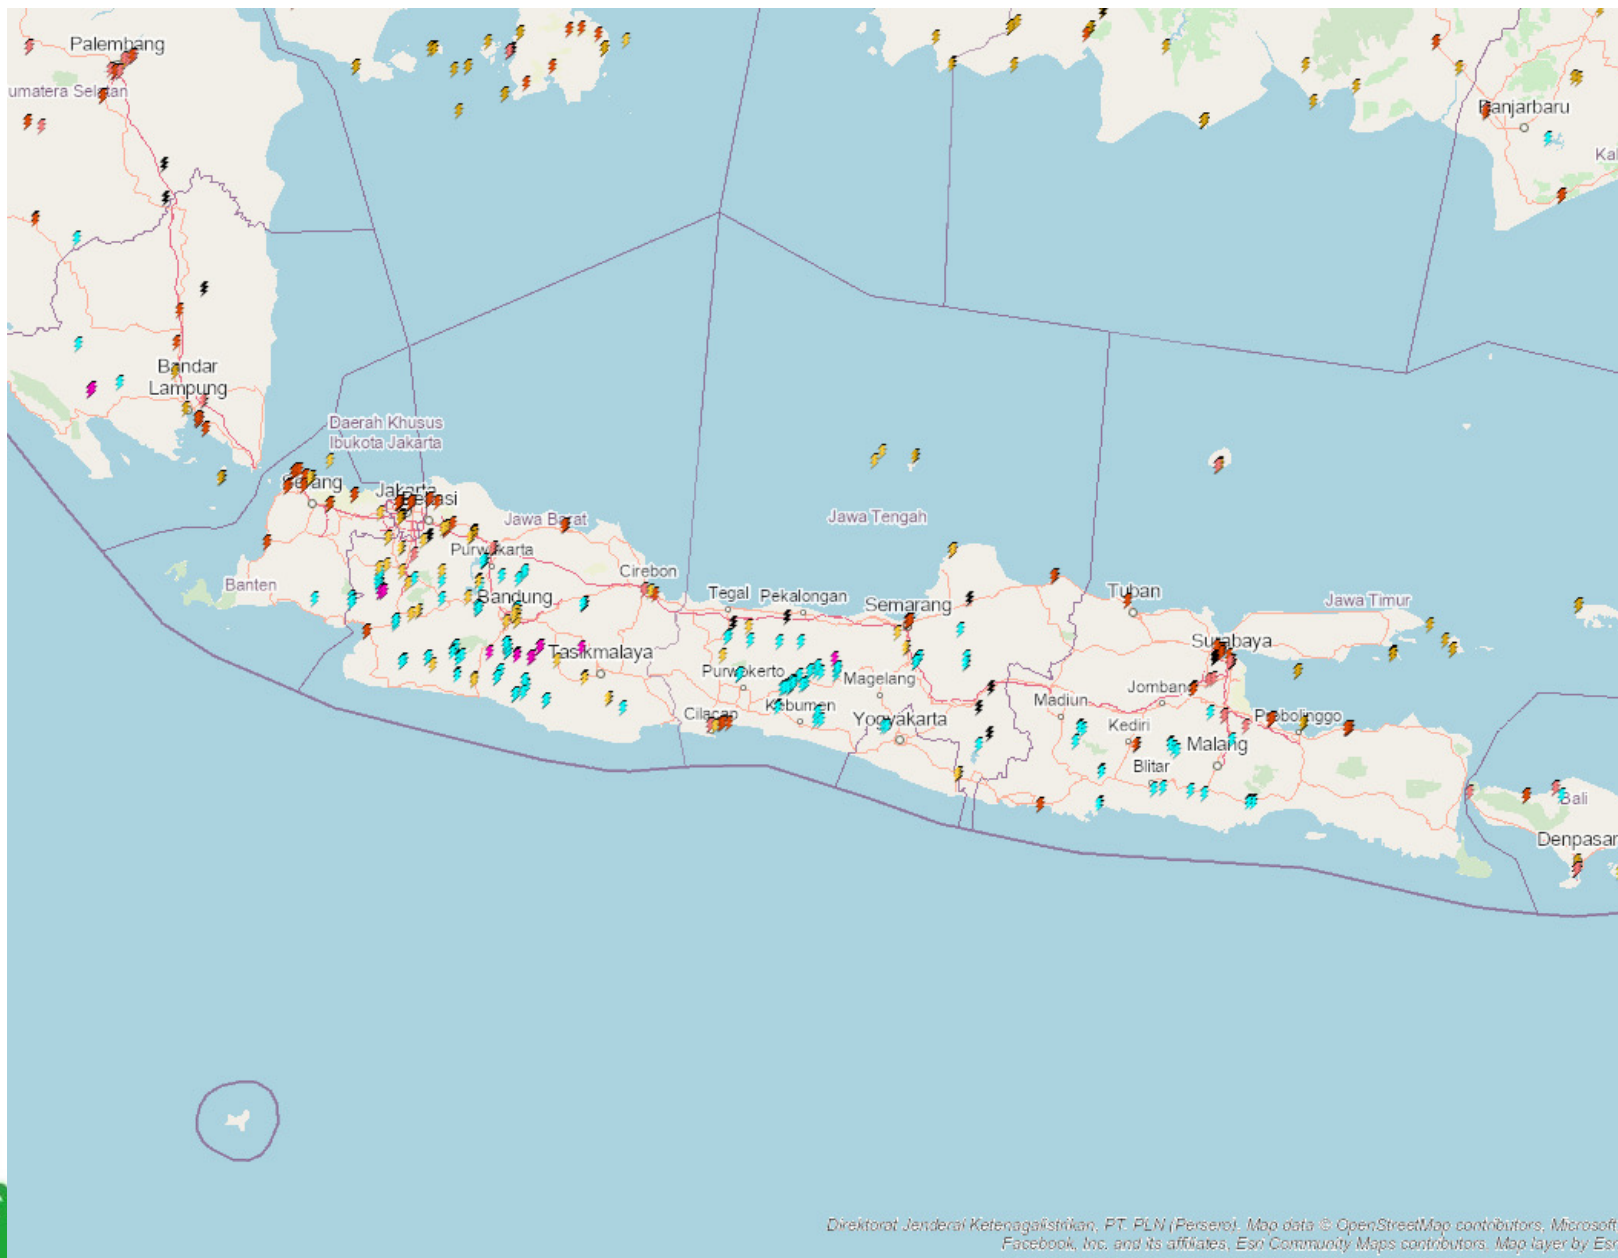 Palembang
umatera Selatan
Banjarbaru
Kal
Bandar
Lampung
Daerah Khusus
Ibukota Jakarta
Serang
Jakarta
Bekasi
Jawa Barat
Jawa Tengah
Purwakarta
Banten
Cirebon
Bandung
Tegal
Pekalongan
Semarang
Tuban
Jawa Timur
Surabaya
Tasikmalaya
Purwokerto
Magelang
Jombang
Madiun
Cilacap
Kebumen
Yogyakarta
Kediri
Probolinggo
Malang
Blitar
Bali
Denpasar
Direktorat Jenderal Ketenagalistrikan, PT. PLN (Persero). Map data © OpenStreetMap contributors, Microsoft
Facebook, Inc. and its affiliates, Esri Community Maps contributors. Map layer by Esr